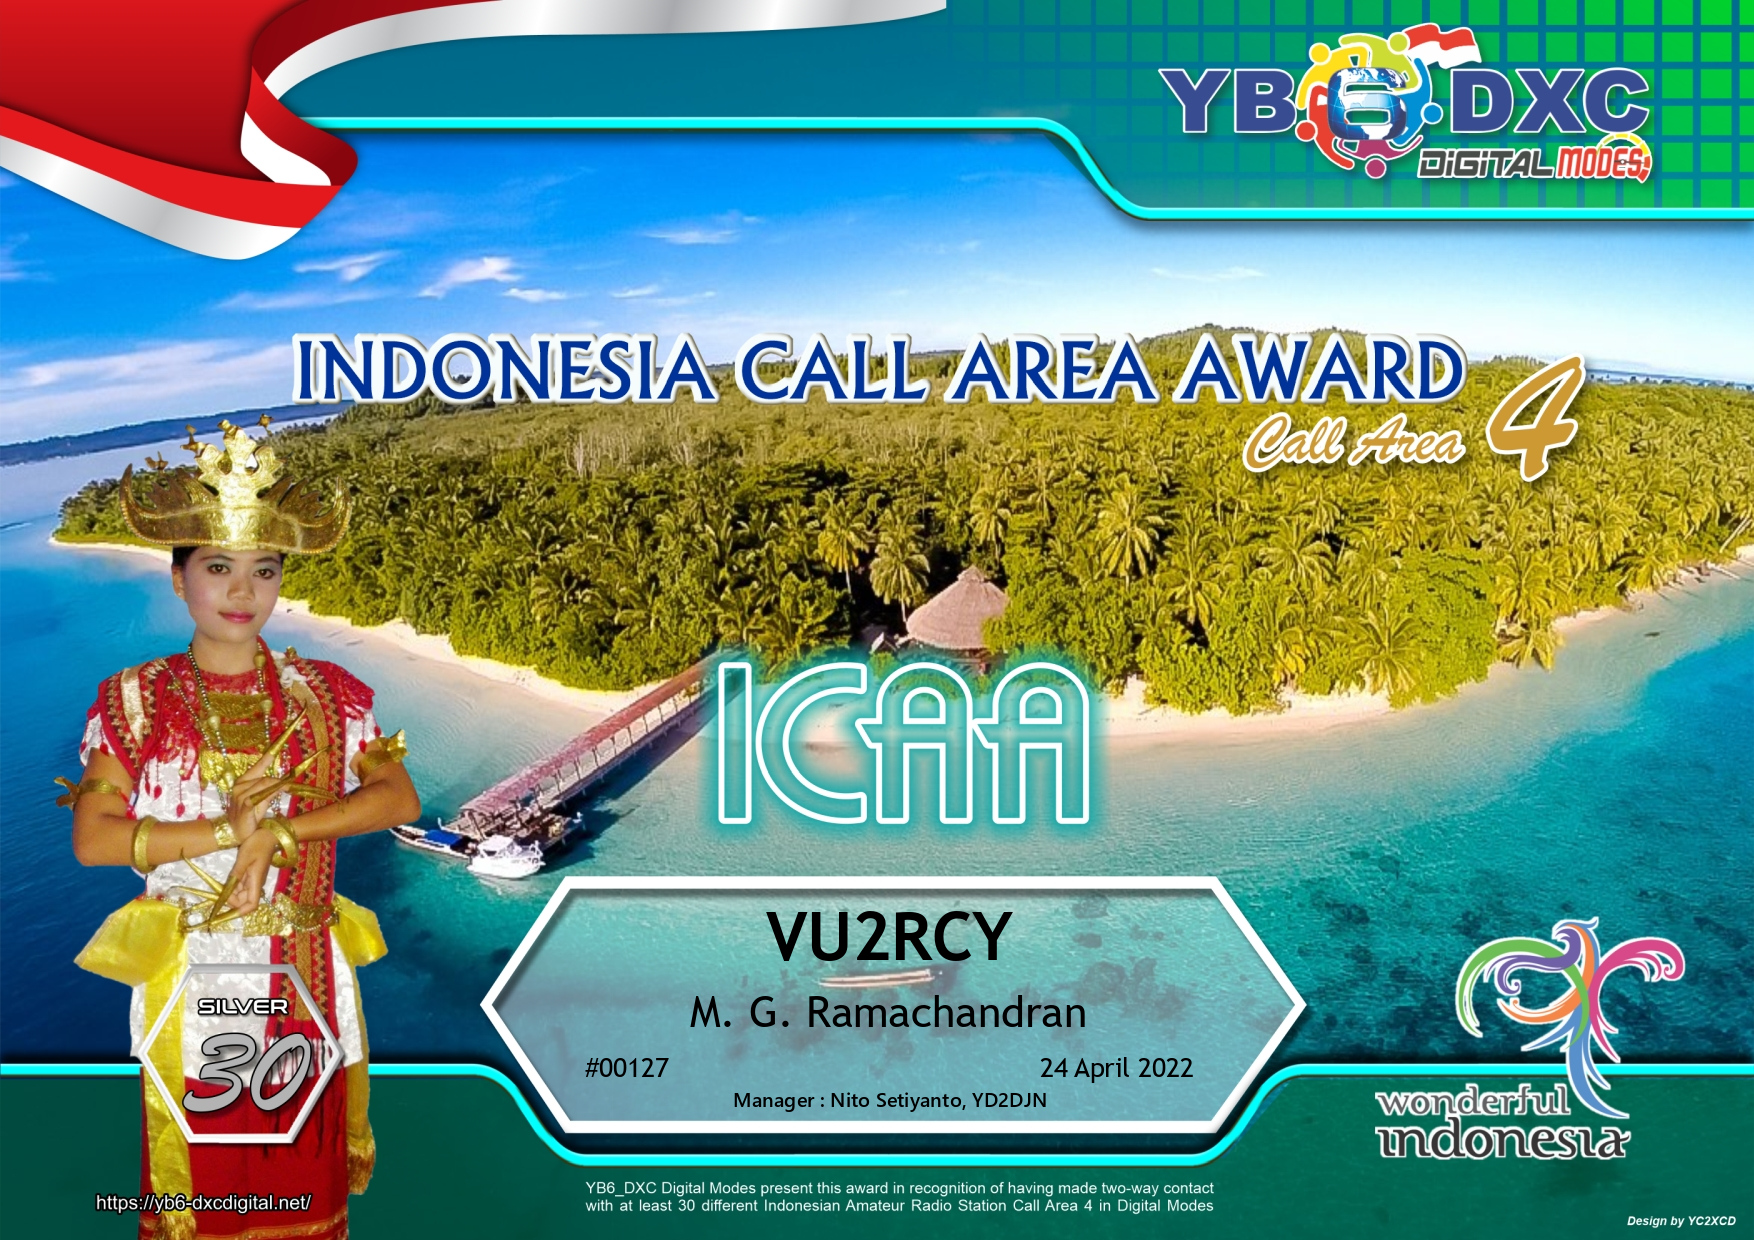 YB6DXC
DIGITAL MODES
INDONESIA CALL AREA AWARD
Call Area 4
ICAA
VU2RCY
M. G. Ramachandran
#00127
24 April 2022
Manager : Nito Setiyanto, YD2DJN
SILVER
30
wonderful
indonesia
https://yb6-dxcdigital.net/
YB6_DXC Digital Modes present this award in recognition of having made two-way contact
with at least 30 different Indonesian Amateur Radio Station Call Area 4 in Digital Modes
Design by YC2XCD